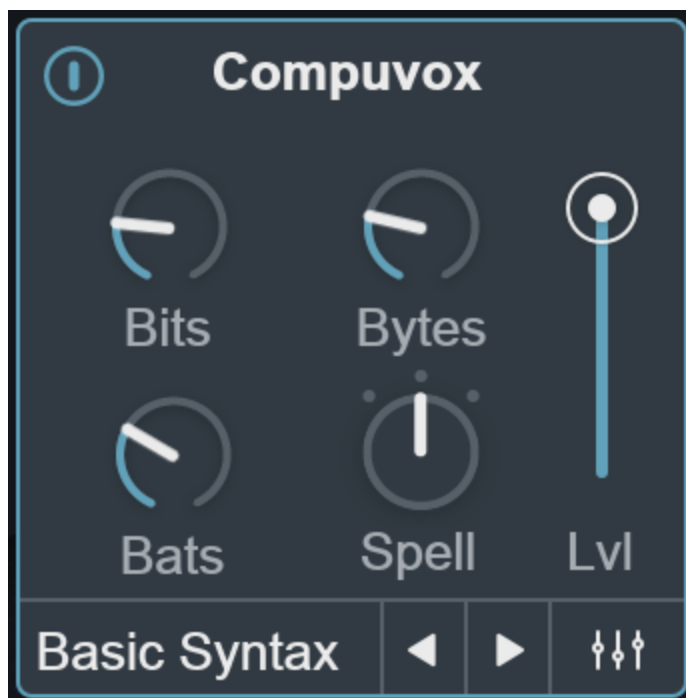 Compuvox
Bits
Bytes
Bats
Spell
Lvl
Basic Syntax